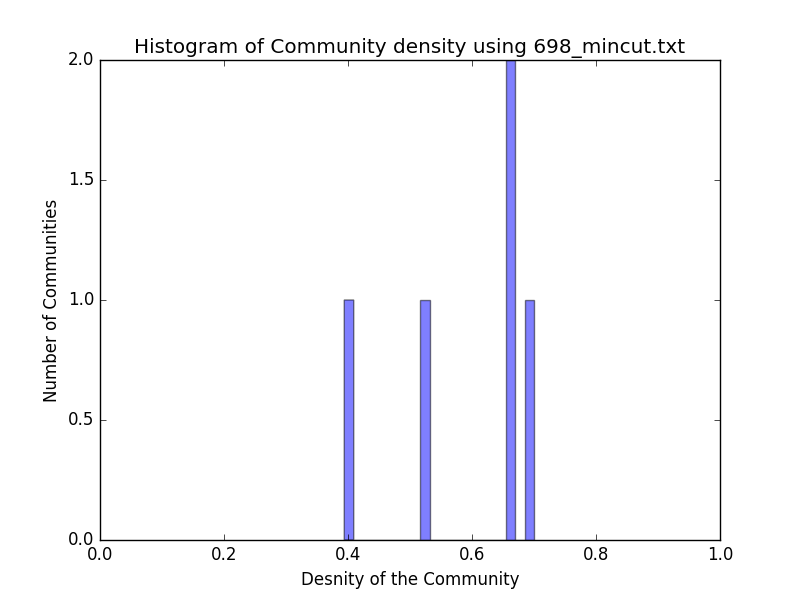 Histogram of Community density using 698_mincut.txt
2.0
1.5
1.0
0.5
0.0
Number of Communities
0.0 0.2 0.4 0.6 0.8 1.0
Desnity of the Community